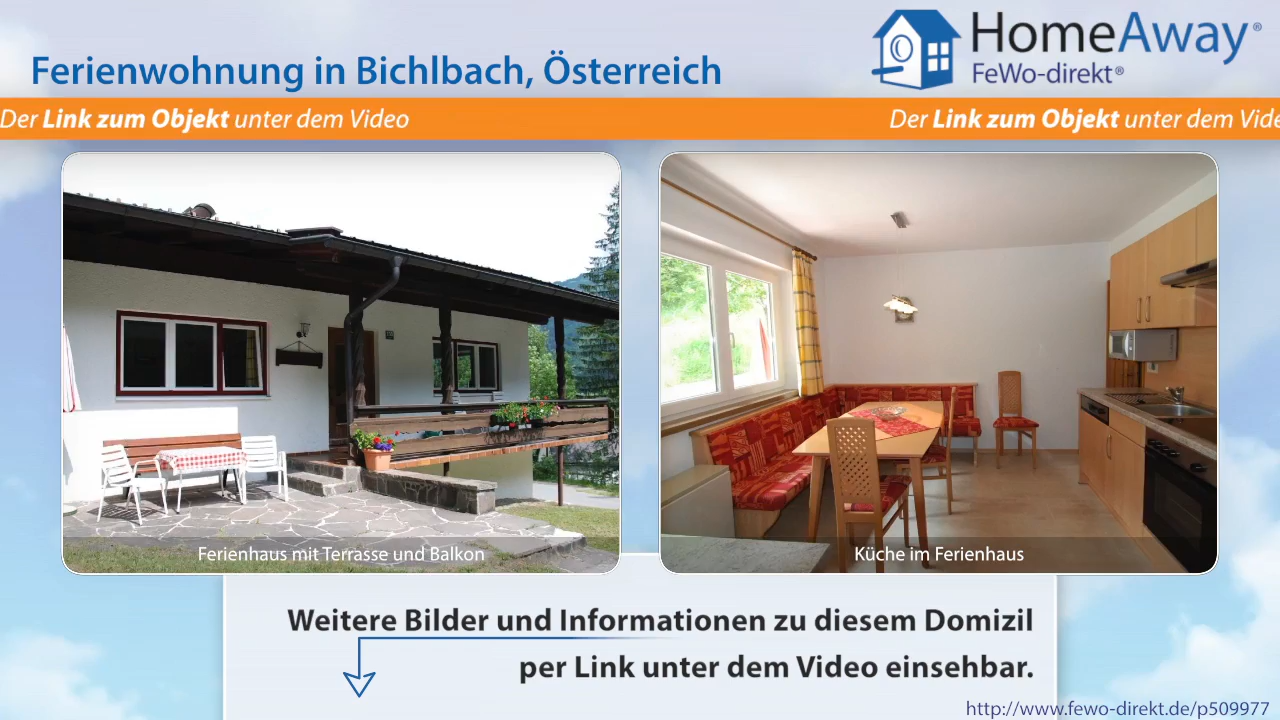 HomeAway®
FeWo-direkt®
Ferienwohnung in Bichlbach, Österreich
Der Link zum Objekt unter dem Video
Der Link zum Objekt unter dem Vide
Ferienhaus mit Terrasse und Balkon
Küche im Ferienhaus
Weitere Bilder und Informationen zu diesem Domizil
per Link unter dem Video einsehbar.
http://www.fewo-direkt.de/p509977